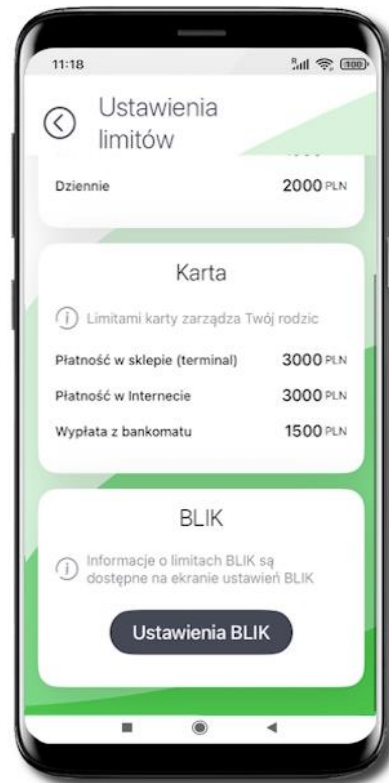 11:18
R
100
Ustawienia
limitów
Dziennie 2000 PLN
Karta
Limitami karty zarządza Twój rodzic
Płatność w sklepie (terminal) 3000 PLN
Płatność w Internecie 3000 PLN
Wypłata z bankomatu 1500 PLN
BLIK
Informacje o limitach BLIK są
dostępne na ekranie ustawień BLIK
Ustawienia BLIK